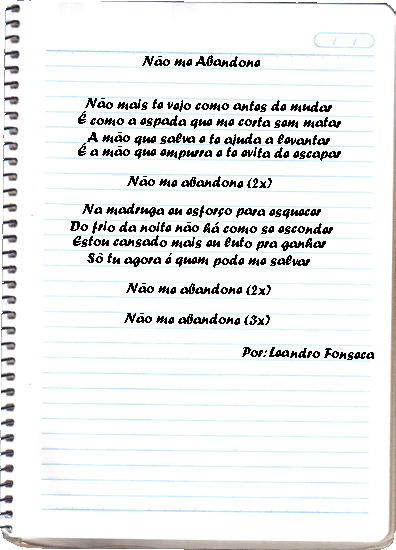 Não me Abandone
Não mais te vejo como antes de mudar
É como a espada que me corta sem matar
A mão que salva e te ajuda a levantar
É a mão que empurra e te evita de escapar
Não me abandone (2x)
Na madruga eu esforço para esquecer
Do frio da noite não há como se esconder
Estou cansado mais eu luto pra ganhar
Só tu agora é quem pode me salvar
Não me abandone (2x)
Não me abandone (3x)
Por: Leandro Fonseca